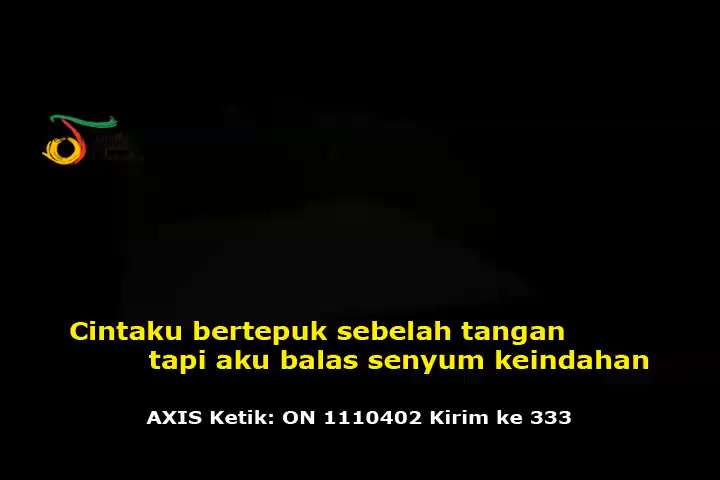 Cintaku bertepuk sebelah tangan
tapi aku balas senyum keindahan
AXIS Ketik: ON 1110402 Kirim ke 333